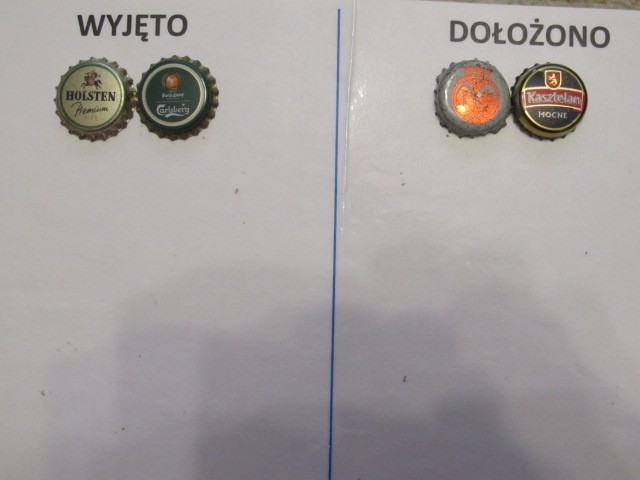 WYJĘTO
DOŁOŻONO
HOLSTEN
Premium
Carlsberg
Kasztelan
MOCNE